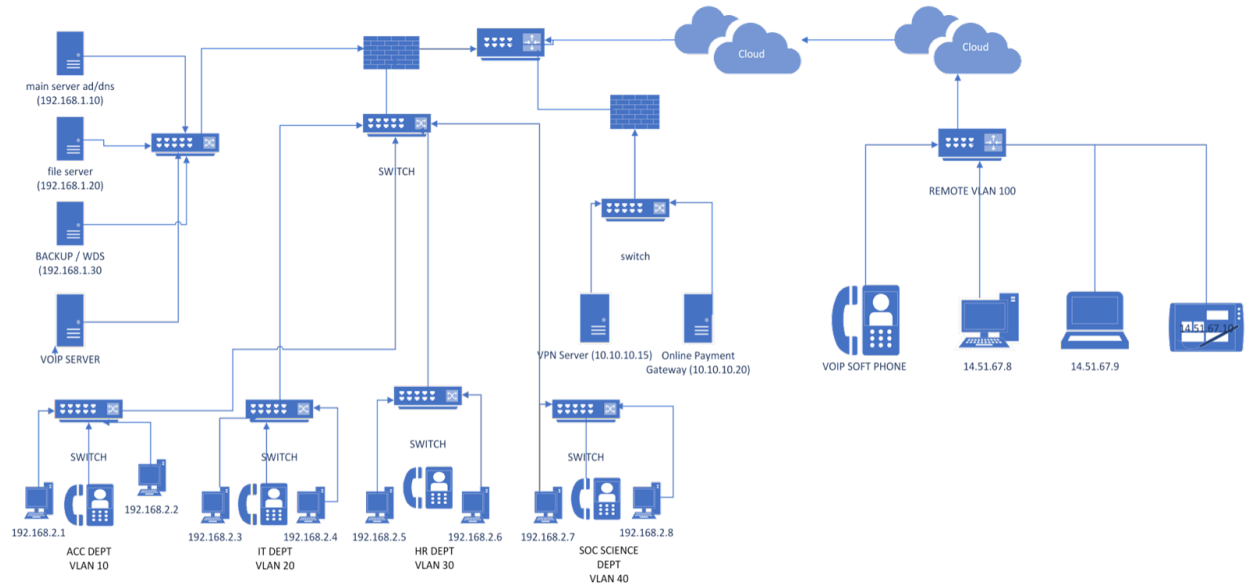 Cloud
Cloud
main server ad/dns
(192.168.1.10)
file server
(192.168.1.20)
SWITCH
REMOTE VLAN 100
BACKUP / WDS
(192.168.1.30
switch
VOIP SERVER
VPN Server (10.10.10.15)
Online Payment
Gateway (10.10.10.20)
VOIP SOFT PHONE
14.51.67.8
14.51.67.9
14.51.67.10
SWITCH
SWITCH
SWITCH
SWITCH
192.168.2.1
192.168.2.2
192.168.2.3
192.168.2.4
192.168.2.5
192.168.2.6
192.168.2.7
192.168.2.8
ACC DEPT
VLAN 10
IT DEPT
VLAN 20
HR DEPT
VLAN 30
SOC SCIENCE
DEPT
VLAN 40